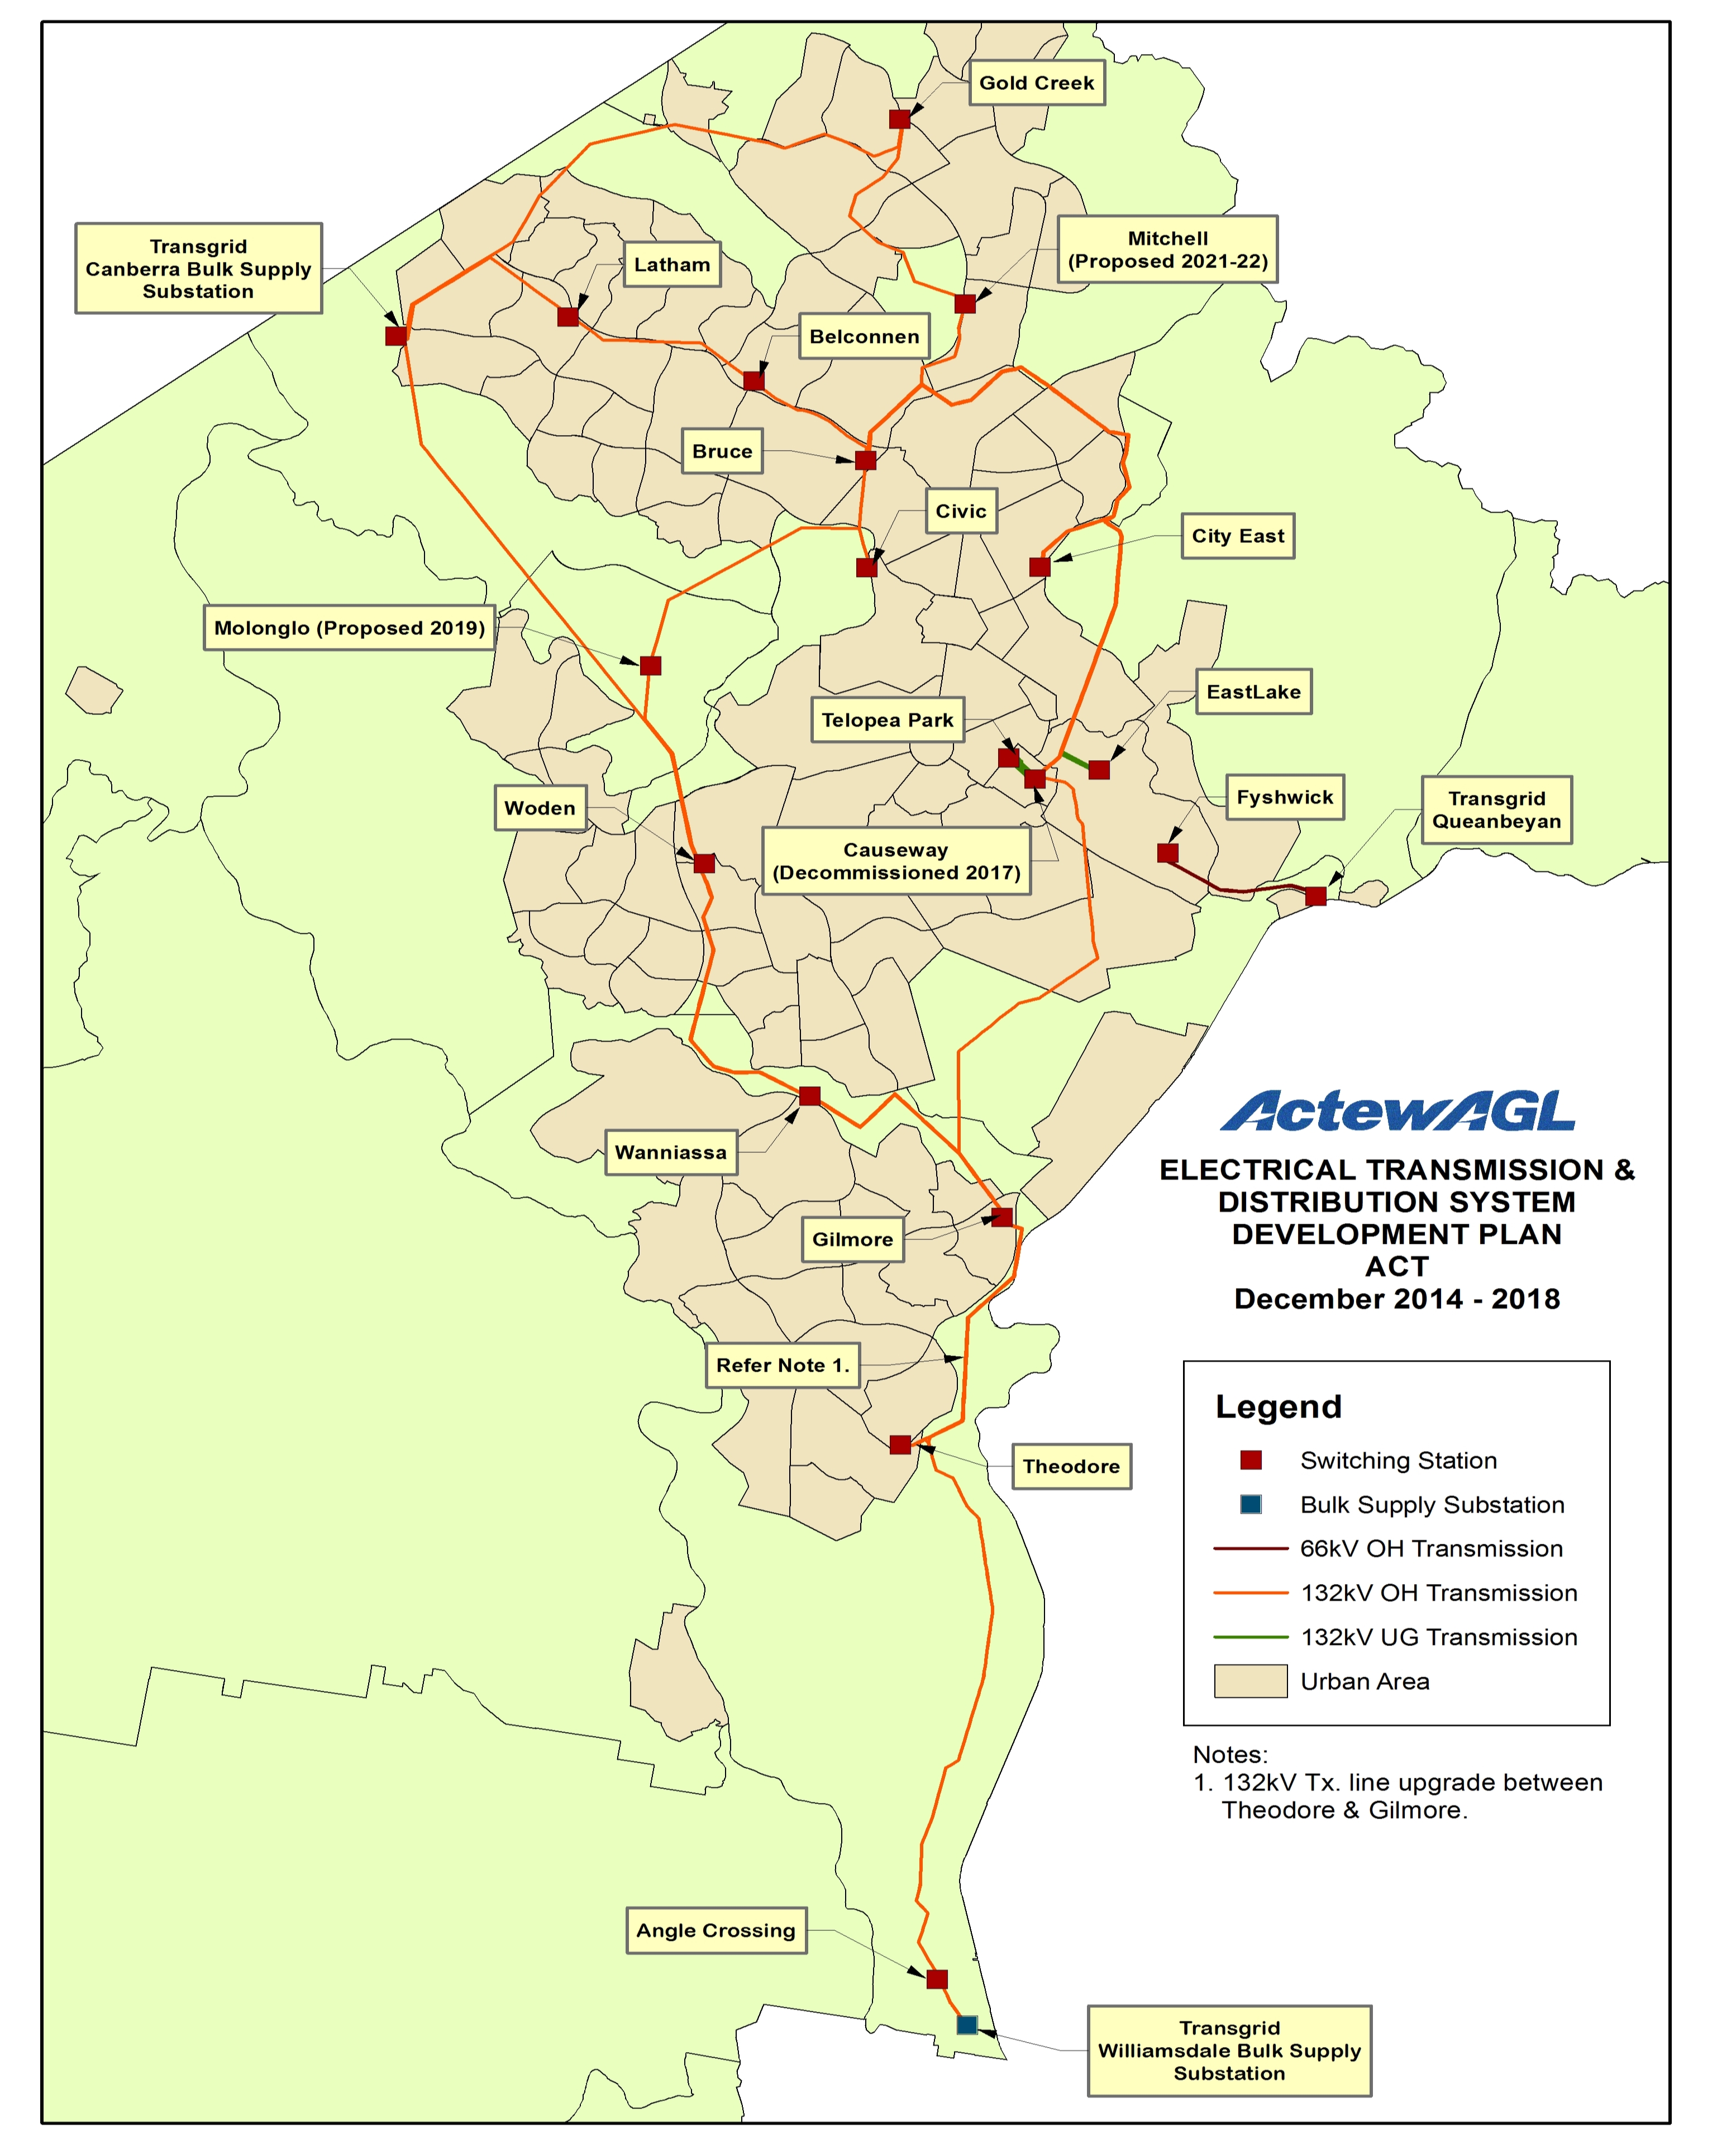 Gold Creek
Transgrid
Canberra Bulk Supply
Substation
Latham
Mitchell
(Proposed 2021-22)
Belconnen
Bruce
Civic
City East
Molonglo (Proposed 2019)
EastLake
Telopea Park
Woden
Fyshwick
Transgrid
Queanbeyan
Causeway
(Decommissioned 2017)
Wanniassa
Gilmore
Refer Note 1.
Theodore
Angle Crossing
Transgrid
Williamsdale Bulk Supply
Substation
ActewAGL
ELECTRICAL TRANSMISSION &
DISTRIBUTION SYSTEM
DEVELOPMENT PLAN
ACT
December 2014 - 2018
Legend
Switching Station
Bulk Supply Substation
66kV OH Transmission
132kV OH Transmission
132kV UG Transmission
Urban Area
Notes:
1. 132kV Tx. line upgrade between
Theodore & Gilmore.